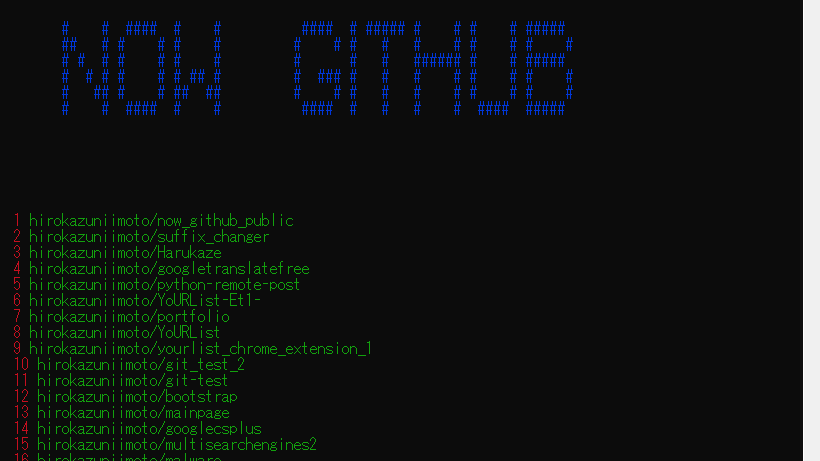 NOW GITHUB
1 hirokazuniimoto/now_github_public
2 hirokazuniimoto/suffix_changer
3 hirokazuniimoto/Harukaze
4 hirokazuniimoto/googletranslatefree
5 hirokazuniimoto/python-remote-post
6 hirokazuniimoto/YoURList-Et1-
7 hirokazuniimoto/portfolio
8 hirokazuniimoto/YoURList
9 hirokazuniimoto/yourlist_chrome_extension_1
10 hirokazuniimoto/git_test_2
11 hirokazuniimoto/git-test
12 hirokazuniimoto/bootstrap
13 hirokazuniimoto/mainpage
14 hirokazuniimoto/googlecsplus
15 hirokazuniimoto/multisearchengines2
16 hirokazuniimoto/malware